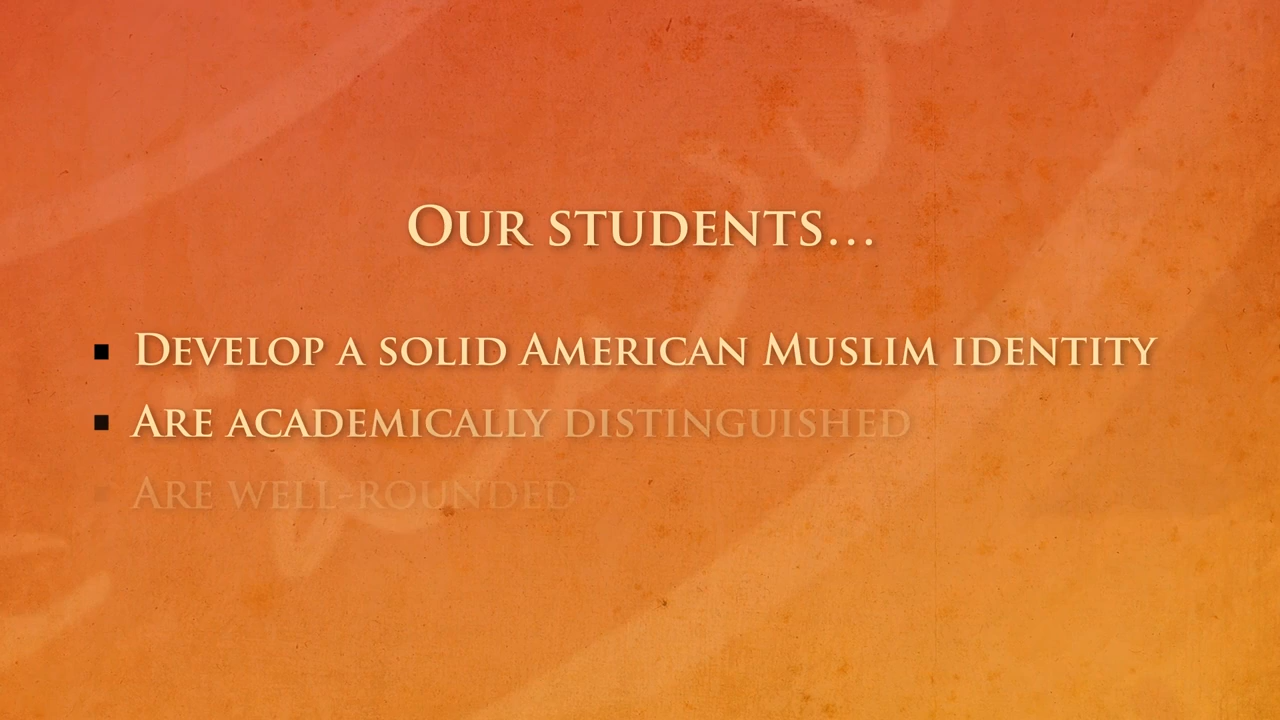 Our students...
▪ Develop a solid American Muslim identity
▪ Are academically distinguished
▪ Are well-rounded